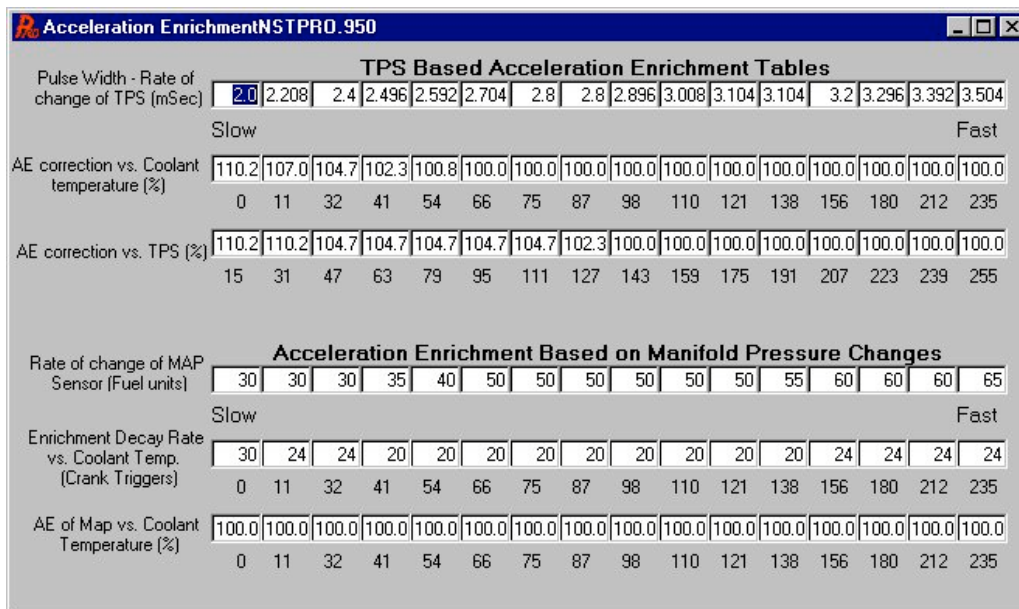 Acceleration EnrichmentNSTPRO.950
TPS Based Acceleration Enrichment Tables
Pulse Width - Rate of
change of TPS (mSec)
2.0 2.208 2.4 2.496 2.592 2.704 2.8 2.8 2.896 3.008 3.104 3.104 3.2 3.296 3.392 3.504
Slow Fast
AE correction vs. Coolant
temperature (%)
110.2 107.0 104.7 102.3 100.8 100.0 100.0 100.0 100.0 100.0 100.0 100.0 100.0 100.0 100.0 100.0
0 11 32 41 54 66 75 87 98 110 121 138 156 180 212 235
AE correction vs. TPS (%)
110.2 110.2 104.7 104.7 104.7 104.7 104.7 102.3 100.0 100.0 100.0 100.0 100.0 100.0 100.0 100.0
15 31 47 63 79 95 111 127 143 159 175 191 207 223 239 255
Acceleration Enrichment Based on Manifold Pressure Changes
Rate of change of MAP
Sensor (Fuel units)
30 30 30 35 40 50 50 50 50 50 50 55 60 60 60 65
Slow Fast
Enrichment Decay Rate
vs. Coolant Temp.
(Crank Triggers)
30 24 24 20 20 20 20 20 20 20 20 20 24 24 24 24
0 11 32 41 54 66 75 87 98 110 121 138 156 180 212 235
AE of Map vs. Coolant
Temperature (%)
100.0 100.0 100.0 100.0 100.0 100.0 100.0 100.0 100.0 100.0 100.0 100.0 100.0 100.0 100.0 100.0
0 11 32 41 54 66 75 87 98 110 121 138 156 180 212 235